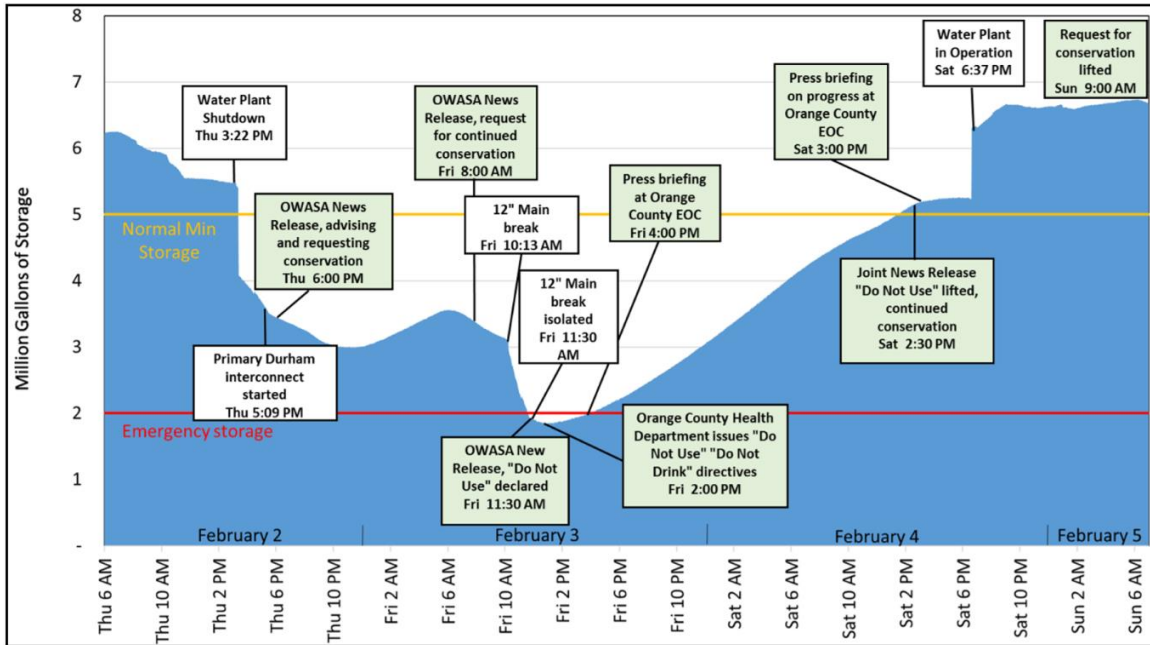 8
7
6
5
4
3
2
1
-
Million Gallons of Storage
Water Plant
Shutdown
Thu 3:22 PM
OWASA News
Release, advising
and requesting
conservation
Thu 6:00 PM
Primary Durham
interconnect
started
Thu 5:09 PM
OWASA News
Release, request
for continued
conservation
Fri 8:00 AM
12" Main
break
Fri 10:13 AM
12" Main
break
isolated
Fri 11:30
AM
OWASA New
Release, "Do Not
Use" declared
Fri 11:30 AM
Press briefing
at Orange
County EOC
Fri 4:00 PM
Orange County Health
Department issues "Do
Not Use" "Do Not
Drink" directives
Fri 2:00 PM
Press briefing
on progress at
Orange County
EOC
Sat 3:00 PM
Joint News Release
"Do Not Use" lifted,
continued
conservation
Sat 2:30 PM
Water Plant
in Operation
Sat 6:37 PM
Request for
conservation
lifted
Sun 9:00 AM
Normal Min
Storage
Emergency storage
February 2
February 3
February 4
February 5
Thu 6 AM
Thu 10 AM
Thu 2 PM
Thu 6 PM
Thu 10 PM
Fri 2 AM
Fri 6 AM
Fri 10 AM
Fri 2 PM
Fri 6 PM
Fri 10 PM
Sat 2 AM
Sat 6 AM
Sat 10 AM
Sat 2 PM
Sat 6 PM
Sat 10 PM
Sun 2 AM
Sun 6 AM